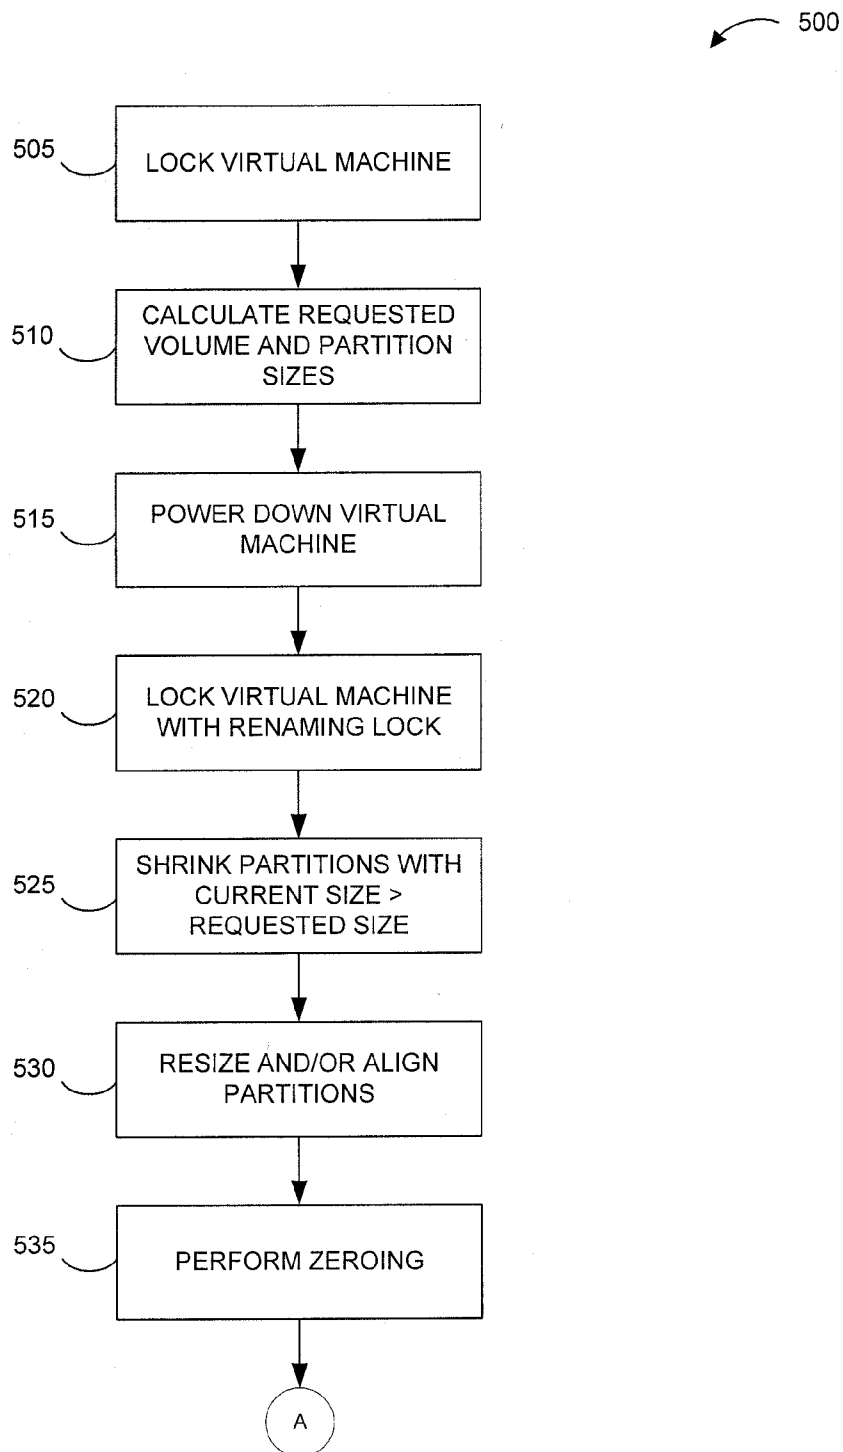 500
505
LOCK VIRTUAL MACHINE
510
CALCULATE REQUESTED
VOLUME AND PARTITION
SIZES
515
POWER DOWN VIRTUAL
MACHINE
520
LOCK VIRTUAL MACHINE
WITH RENAMING LOCK
525
SHRINK PARTITIONS WITH
CURRENT SIZE >
REQUESTED SIZE
530
RESIZE AND/OR ALIGN
PARTITIONS
535
PERFORM ZEROING
A